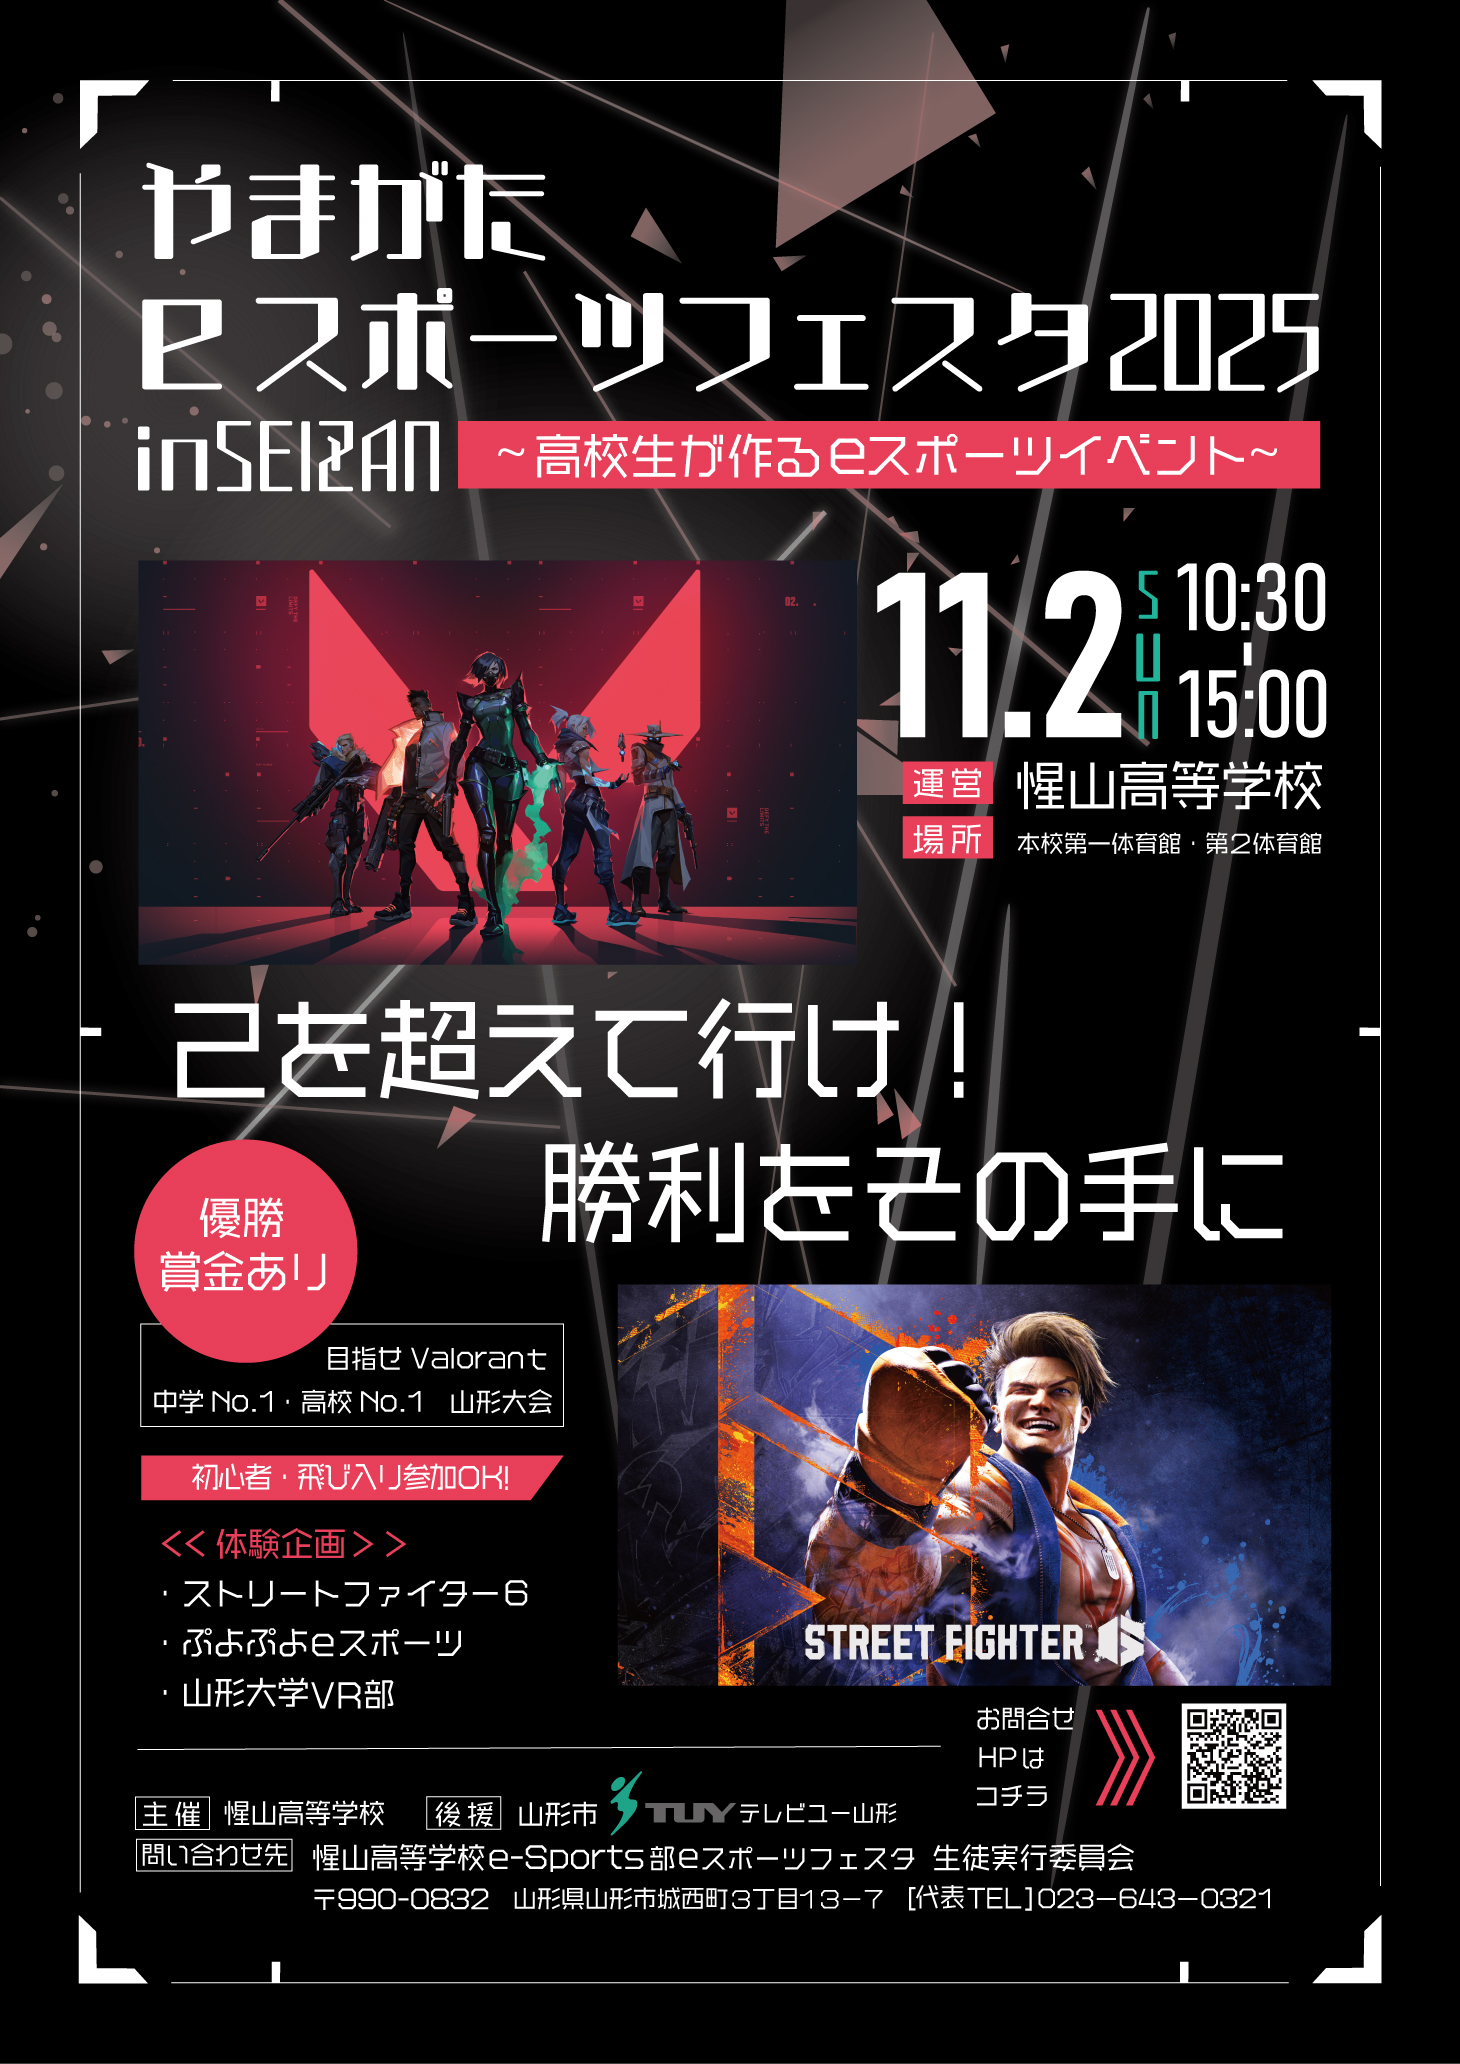 やまがた
eスポーツフェスタ2025
inSEIZAN
～高校生が作るeスポーツイベント～
11.2
SUN
10:30
15:00
運営
惺山高等学校
場所
本校第一体育館・第2体育館
己を超えて行け！
勝利をその手に
優勝
賞金あり
目指せ Valorant
中学 No.1・高校 No.1 山形大会
初心者・飛び入り参加OK!
<< 体験企画>>
・ストリートファイター6
・ぷよぷよeスポーツ
・山形大学VR部
STREET FIGHTER 6
お問合せ
HPは
コチラ
主催 惺山高等学校 後援 山形市 TUY テレビユー山形
問い合わせ先 惺山高等学校e-Sports部eスポーツフェスタ 生徒実行委員会
〒990-0832 山形県山形市城西町3丁目13−7 [代表TEL]023−643−0321